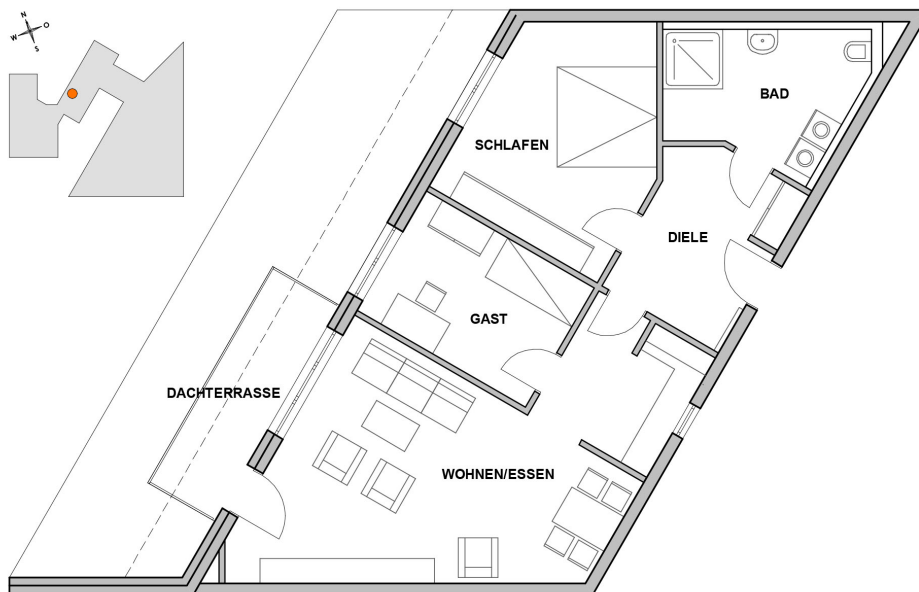 N
O
W
S
BAD
SCHLAFEN
DIELE
GAST
DACHTERRASSE
WOHNEN/ESSEN